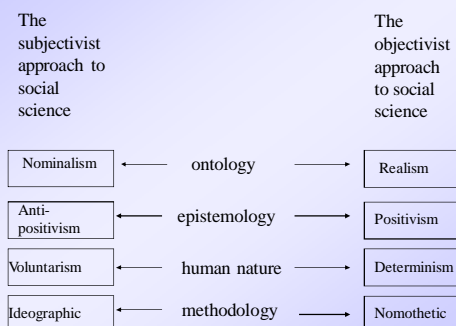 The
subjectivist
approach to
social
science
The
objectivist
approach
to social
science
Nominalism ontology Realism
Anti-
positivism epistemology Positivism
Voluntarism human nature Determinism
Ideographic methodology Nomothetic